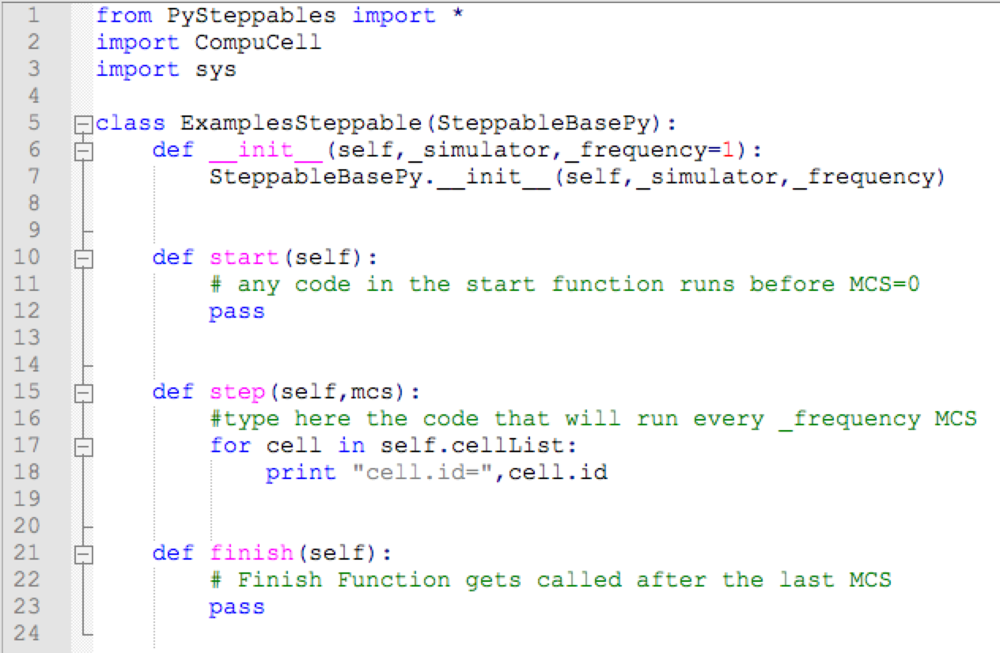 1 from PySteppables import *
2 import CompuCell
3 import sys
4
5 class ExamplesSteppable(SteppableBasePy):
6     def __init__(self,_simulator,_frequency=1):
7         SteppableBasePy.__init__(self,_simulator,_frequency)
8
9
10     def start(self):
11         # any code in the start function runs before MCS=0
12         pass
13
14
15     def step(self,mcs):
16         #type here the code that will run every _frequency MCS
17         for cell in self.cellList:
18             print "cell.id=",cell.id
19
20
21     def finish(self):
22         # Finish Function gets called after the last MCS
23         pass
24